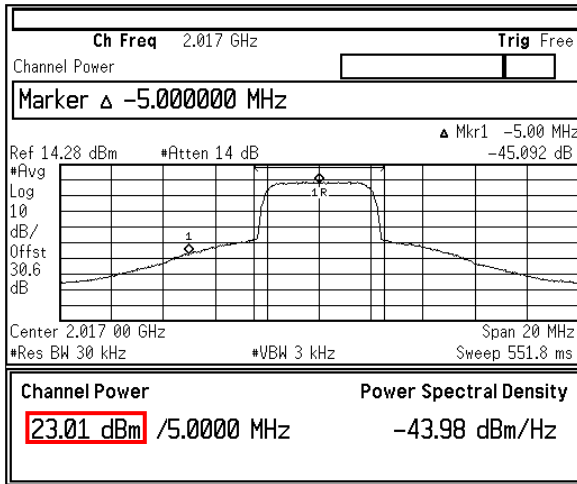 Ch Freq 2.017 GHz Trig Free
Channel Power
Marker Δ -5.000000 MHz
Δ Mkr1 -5.00 MHz
Ref 14.28 dBm #Atten 14 dB -45.092 dB
#Avg
Log
10
dB/
Offst
30.6
dB
1R
1
Center 2.017 00 GHz Span 20 MHz
#Res BW 30 kHz #VBW 3 kHz Sweep 551.8 ms
Channel Power Power Spectral Density
23.01 dBm /5.0000 MHz -43.98 dBm/Hz